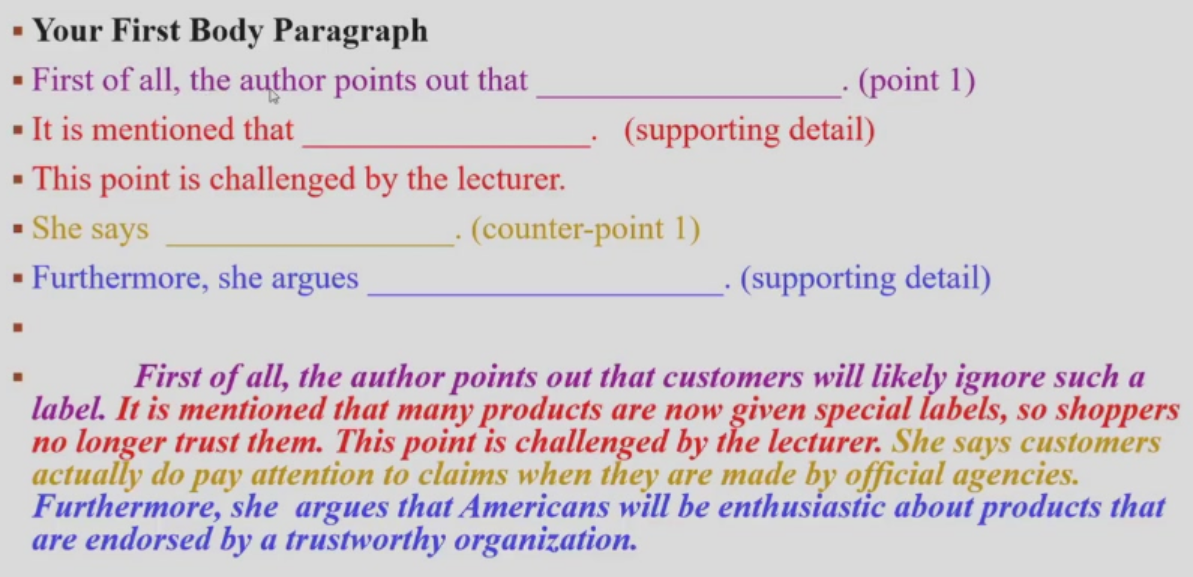 ▪ Your First Body Paragraph
▪ First of all, the author points out that ___________________. (point 1)
▪ It is mentioned that __________________. (supporting detail)
▪ This point is challenged by the lecturer.
▪ She says __________________. (counter-point 1)
▪ Furthermore, she argues ______________________. (supporting detail)
▪
▪ First of all, the author points out that customers will likely ignore such a
label. It is mentioned that many products are now given special labels, so shoppers
no longer trust them. This point is challenged by the lecturer. She says customers
actually do pay attention to claims when they are made by official agencies.
Furthermore, she argues that Americans will be enthusiastic about products that
are endorsed by a trustworthy organization.